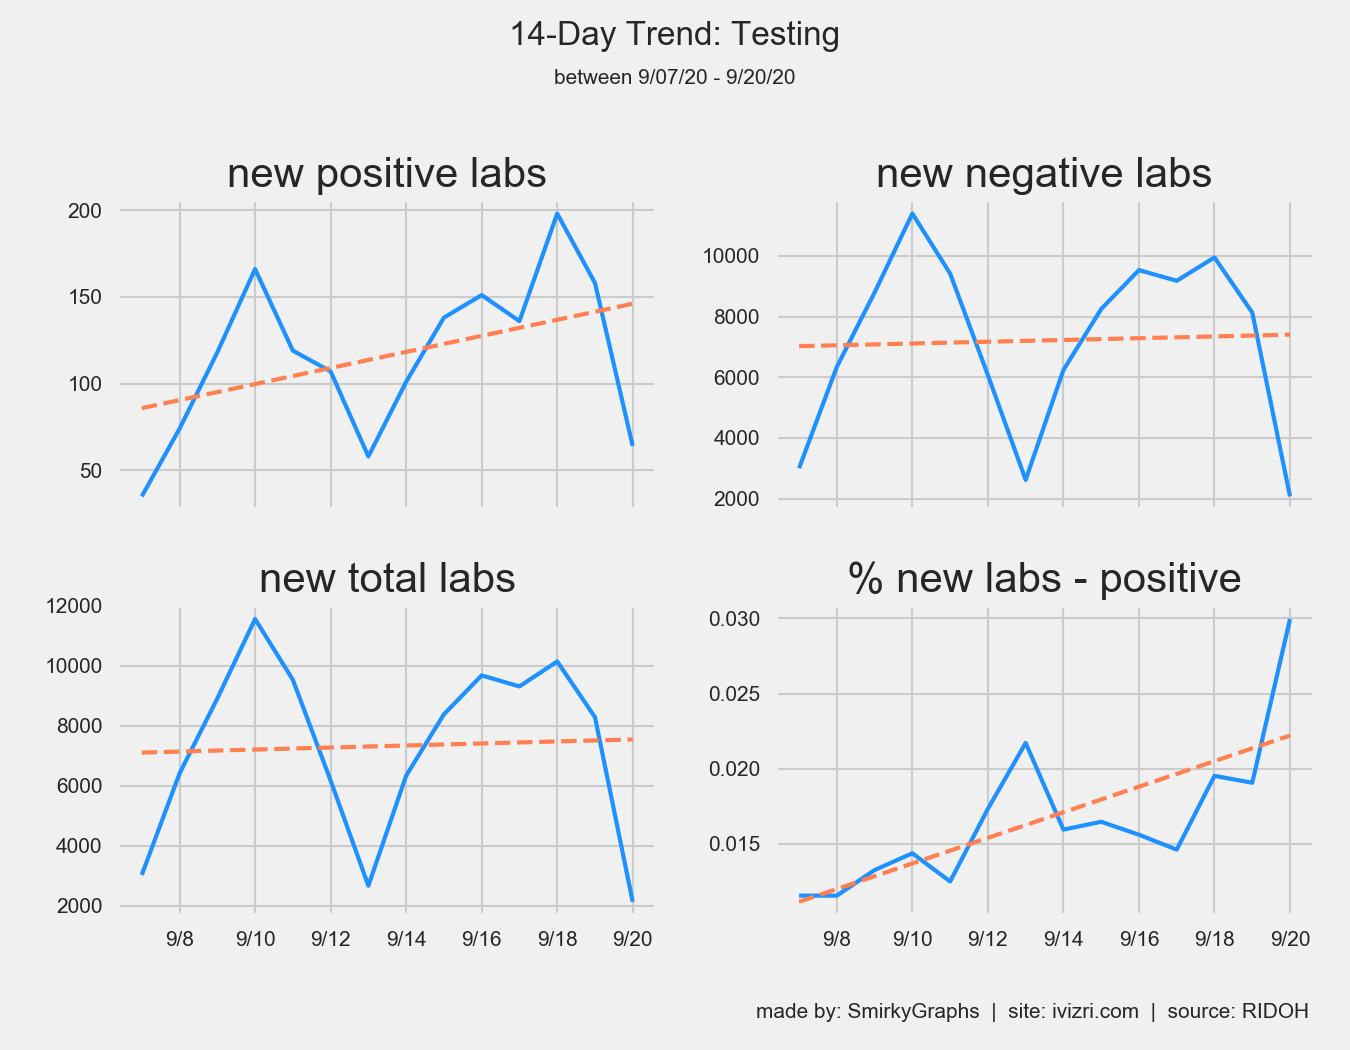 14-Day Trend: Testing
between 9/07/20 - 9/20/20
new positive labs
200
150
100
50
new negative labs
10000
8000
6000
4000
2000
new total labs
12000
10000
8000
6000
4000
2000
9/8 9/10 9/12 9/14 9/16 9/18 9/20
% new labs - positive
0.030
0.025
0.020
0.015
9/8 9/10 9/12 9/14 9/16 9/18 9/20
made by: SmirkyGraphs | site: ivizri.com | source: RIDOH